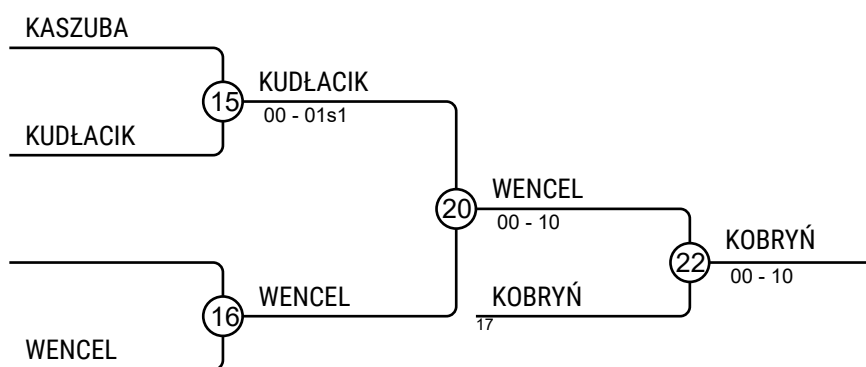 KASZUBA
15
KUDŁACIK
00 - 01s1
KUDŁACIK
20
WENCEL
00 - 10
22
KOBRYŃ
00 - 10
16
WENCEL
KOBRYŃ
17
WENCEL